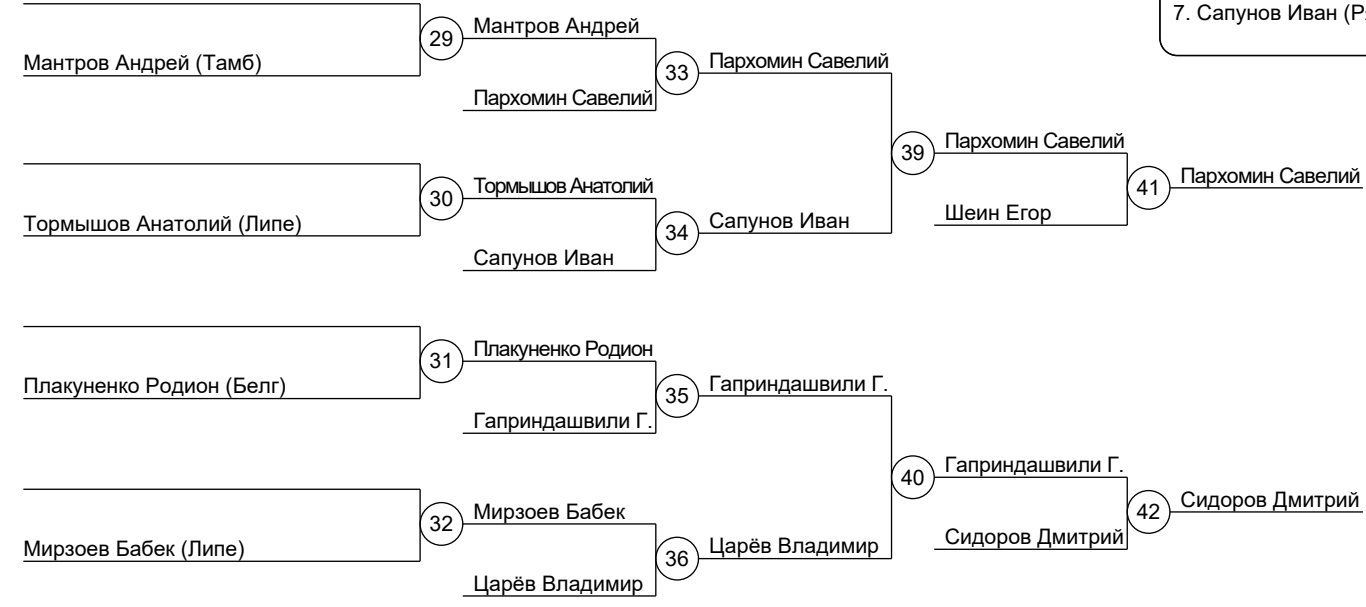 7. Сапунов Иван
29
Мантров Андрей
Мантров Андрей (Тамб)
33
Пархомин Савелий
Пархомин Савелий
39
Пархомин Савелий
30
Тормышов Анатолий
Тормышов Анатолий (Липе)
34
Сапунов Иван
Сапунов Иван
Шеин Егор
41
Пархомин Савелий
31
Плакуненко Родион
Плакуненко Родион (Белг)
35
Гаприндашвили Г.
Гаприндашвили Г.
40
Гаприндашвили Г.
32
Мирзоев Бабек
Мирзоев Бабек (Липе)
36
Царёв Владимир
Царёв Владимир
Сидоров Дмитрий
42
Сидоров Дмитрий